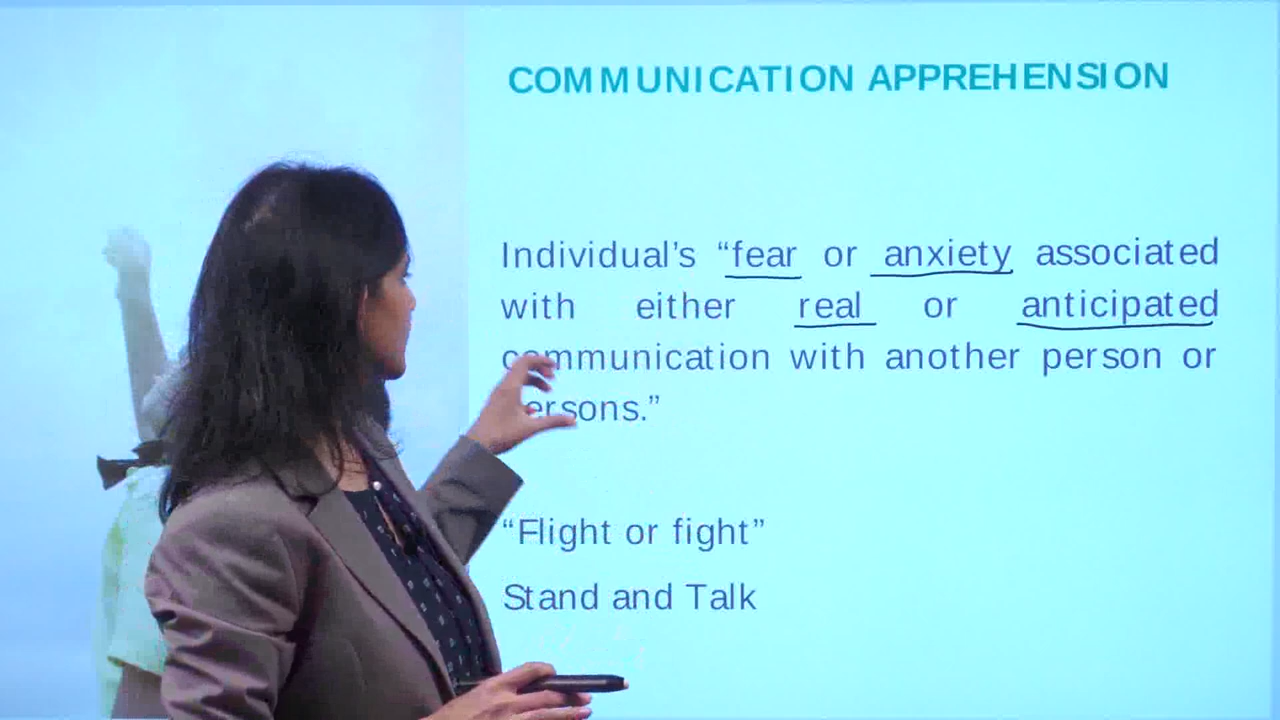 COMMUNICATION APPREHENSION
Individual's “fear or anxiety associated
with either real or anticipated
communication with another person or
ersons.”
“Flight or fight”
Stand and Talk